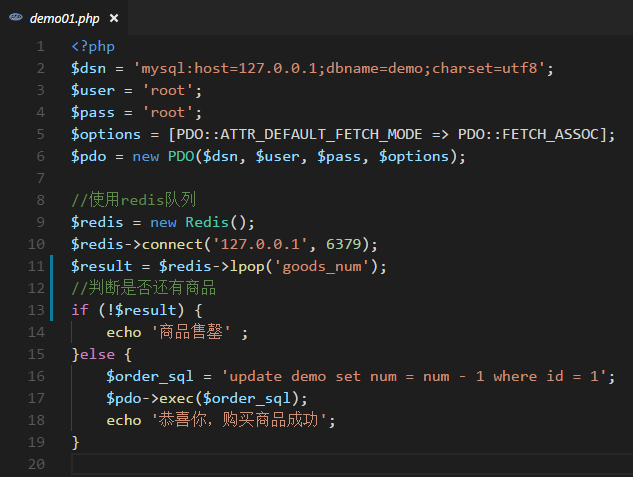 demo01.php ×
1 <?php
2 $dsn = 'mysql:host=127.0.0.1;dbname=demo;charset=utf8';
3 $user = 'root';
4 $pass = 'root';
5 $options = [PDO::ATTR_DEFAULT_FETCH_MODE => PDO::FETCH_ASSOC];
6 $pdo = new PDO($dsn, $user, $pass, $options);
7
8 //使用redis队列
9 $redis = new Redis();
10 $redis->connect('127.0.0.1', 6379);
11 $result = $redis->lpop('goods_num');
12 //判断是否还有商品
13 if (!$result) {
14     echo '商品售罄' ;
15 }else {
16     $order_sql = 'update demo set num = num - 1 where id = 1';
17     $pdo->exec($order_sql);
18     echo '恭喜你，购买商品成功';
19 }
20